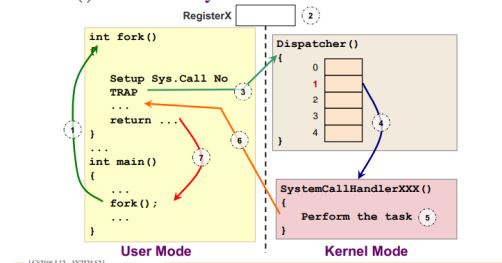 RegisterX 2
int fork()
{
Setup Sys.Call No
TRAP
...
return ...
}
...
int main()
{
...
fork();
...
}
1
3
6
7
User Mode
Dispatcher()
{
0
1
2
3
4
}
4
SystemCallHandlerXXX()
{
Perform the task 5
}
Kernel Mode